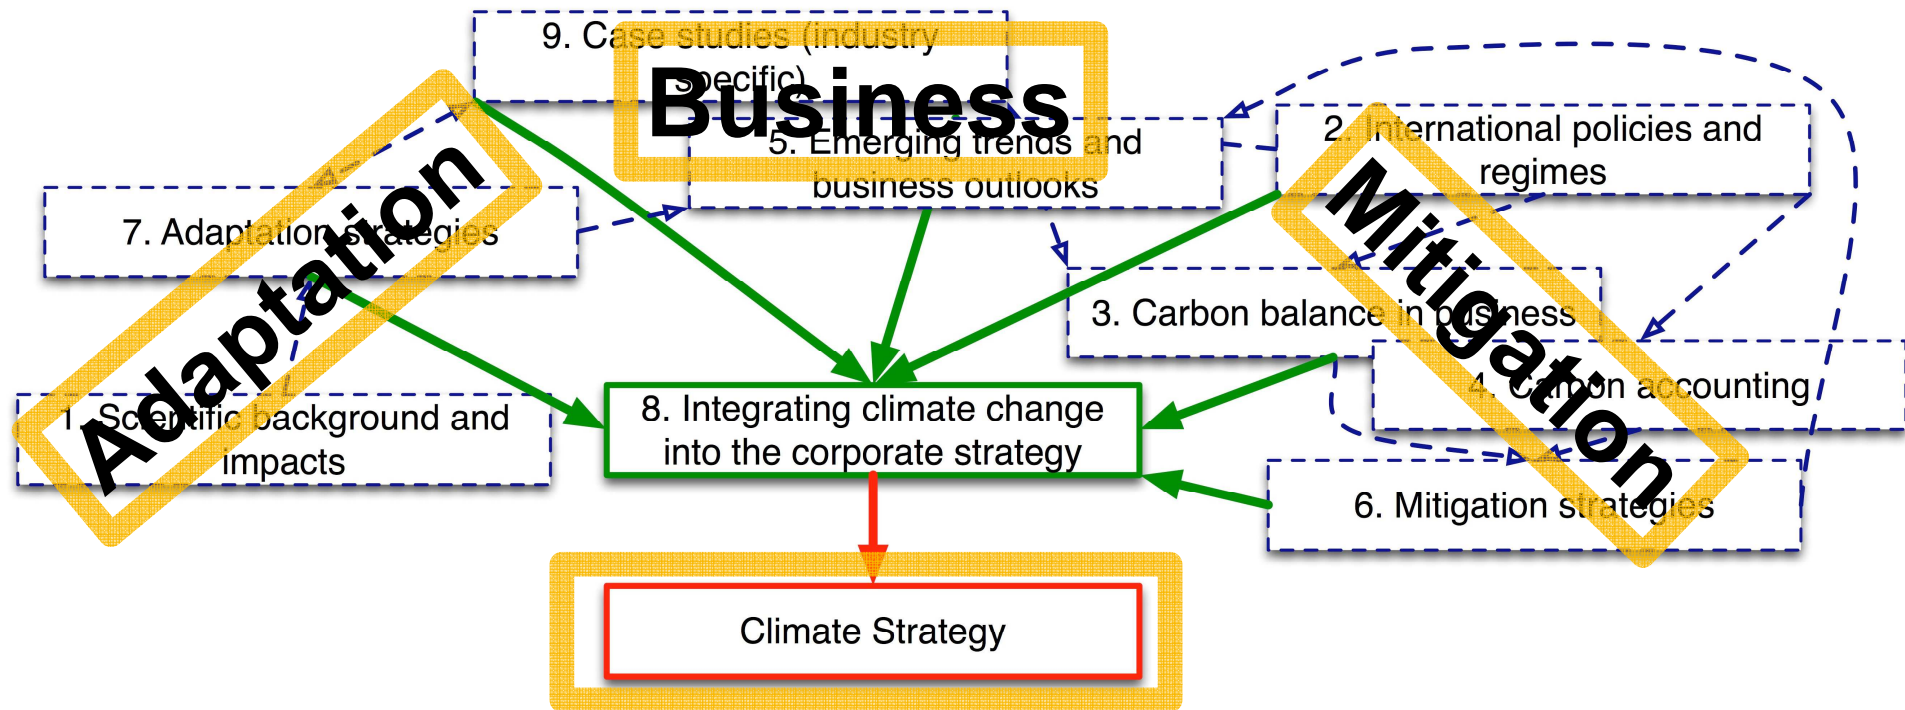 9. Case studies (industry
specific)
Business
5. Emerging trends and
business outlooks
2. International policies and
regimes
7. Adaptation strategies
Adaptation
Mitigation
3. Carbon balance in business
4. Carbon accounting
1. Scientific background and
impacts
8. Integrating climate change
into the corporate strategy
6. Mitigation strategies
Climate Strategy